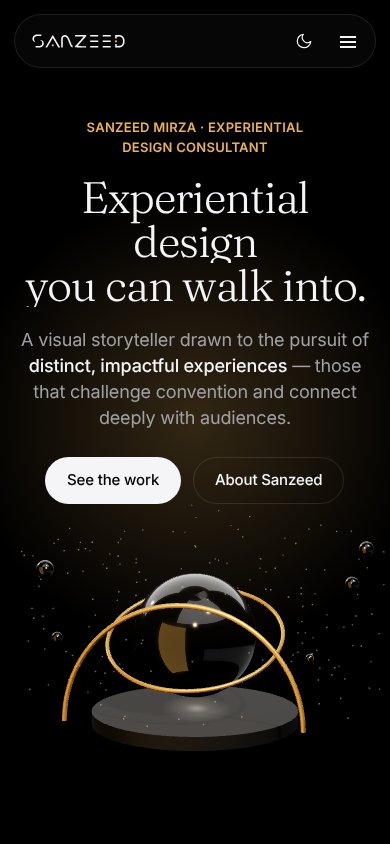 SANZEED
SANZEED MIRZA · EXPERIENTIAL
DESIGN CONSULTANT
Experiential
design
you can walk into.
A visual storyteller drawn to the pursuit of
distinct, impactful experiences — those
that challenge convention and connect
deeply with audiences.
See the work
About Sanzeed